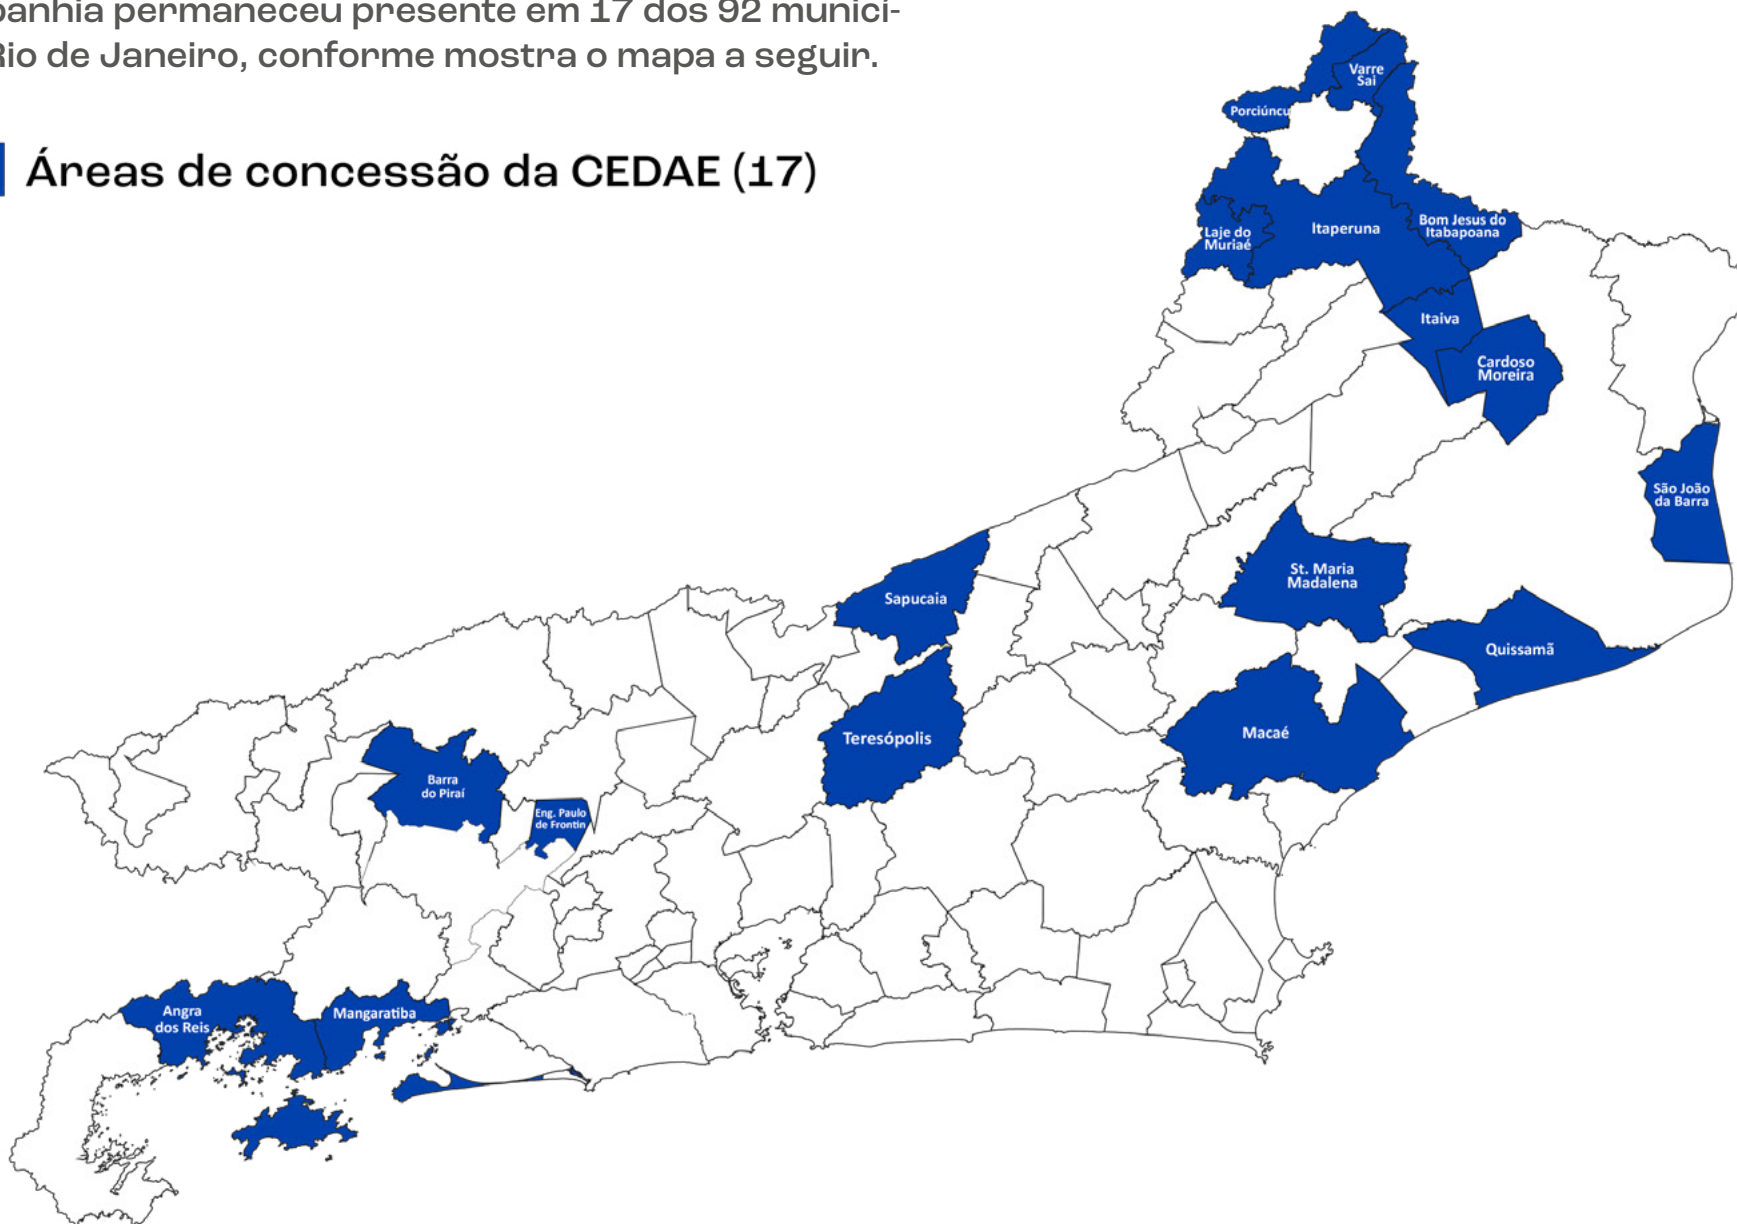 panhia permaneceu presente em 17 dos 92 municí-
Rio de Janeiro, conforme mostra o mapa a seguir.
Áreas de concessão da CEDAE (17)
Varre
Sai
Porciúncu
Laje do
Muriaé
Itaperuna
Bom Jesus do
Itabapoana
Itaiva
Cardoso
Moreira
São João
da Barra
St. Maria
Madalena
Sapucaia
Quissamã
Teresópolis
Macaé
Barra
do Piraí
Eng. Paulo
de Frontin
Angra
dos Reis
Mangaratiba